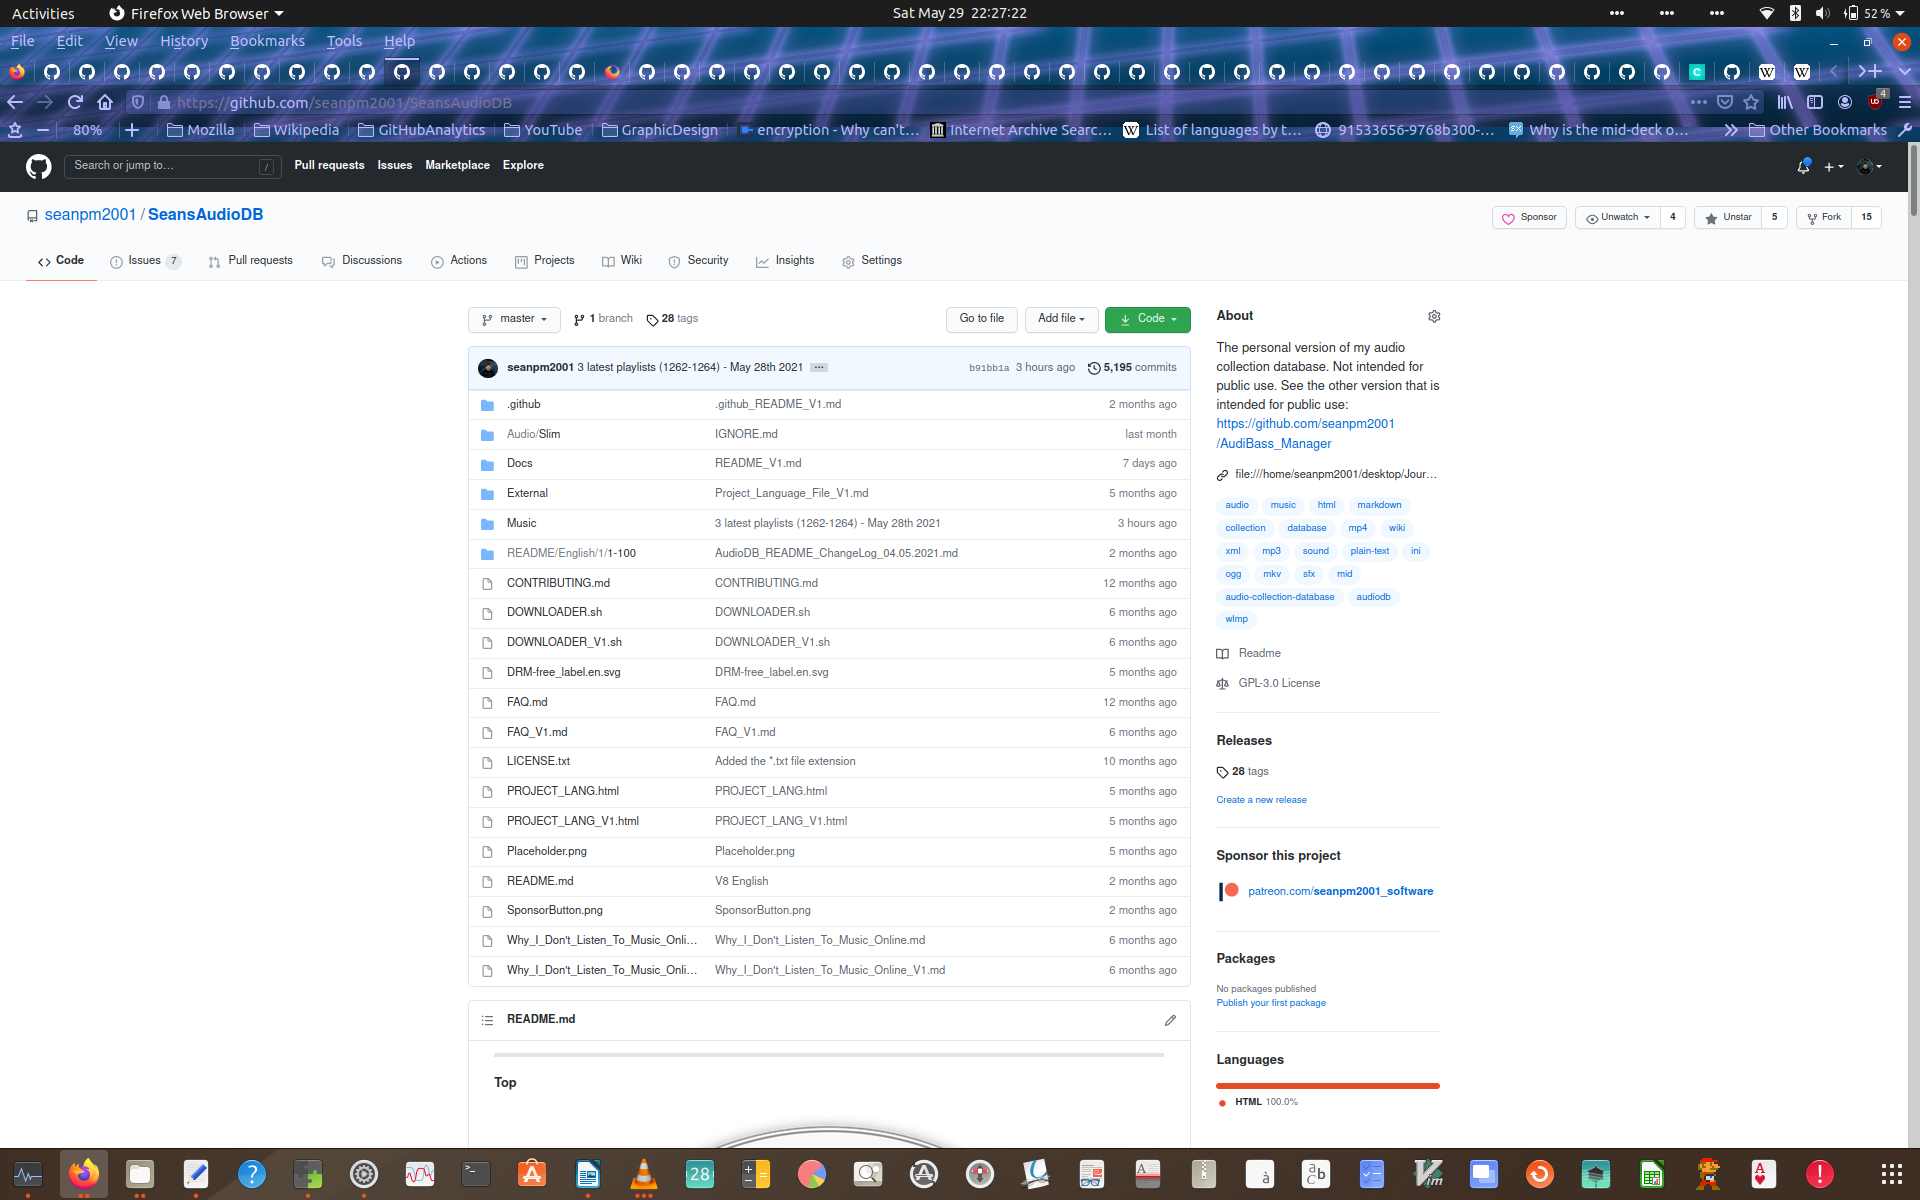 Activities Firefox Web Browser Sat May 29 22:27:22 52 %
File Edit View History Bookmarks Tools Help
https://github.com/seanpm2001/SeansAudioDB 4
80% Mozilla Wikipedia GitHubAnalytics YouTube GraphicDesign encryption - Why can't… Internet Archive Searc… List of languages by t… 91533656-9768b300-… Why is the mid-deck o… Other Bookmarks
Search or jump to… / Pull requests Issues Marketplace Explore
seanpm2001 / SeansAudioDB Sponsor Unwatch 4 Unstar 5 Fork 15
Code Issues 7 Pull requests Discussions Actions Projects Wiki Security Insights Settings
master 1 branch 28 tags Go to file Add file Code
seanpm2001 3 latest playlists (1262-1264) - May 28th 2021 … b91bb1a 3 hours ago 5,195 commits
.github .github_README_V1.md 2 months ago
Audio/Slim IGNORE.md last month
Docs README_V1.md 7 days ago
External Project_Language_File_V1.md 5 months ago
Music 3 latest playlists (1262-1264) - May 28th 2021 3 hours ago
README/English/1/1-100 AudioDB_README_ChangeLog_04.05.2021.md 2 months ago
CONTRIBUTING.md CONTRIBUTING.md 12 months ago
DOWNLOADER.sh DOWNLOADER.sh 6 months ago
DOWNLOADER_V1.sh DOWNLOADER_V1.sh 6 months ago
DRM-free_label.en.svg DRM-free_label.en.svg 5 months ago
FAQ.md FAQ.md 12 months ago
FAQ_V1.md FAQ_V1.md 6 months ago
LICENSE.txt Added the *.txt file extension 10 months ago
PROJECT_LANG.html PROJECT_LANG.html 5 months ago
PROJECT_LANG_V1.html PROJECT_LANG_V1.html 5 months ago
Placeholder.png Placeholder.png 5 months ago
README.md V8 English 2 months ago
SponsorButton.png SponsorButton.png 2 months ago
Why_I_Don't_Listen_To_Music_Onli… Why_I_Don't_Listen_To_Music_Online.md 6 months ago
Why_I_Don't_Listen_To_Music_Onli… Why_I_Don't_Listen_To_Music_Online_V1.md 6 months ago
README.md
Top
About
The personal version of my audio
collection database. Not intended for
public use. See the other version that is
intended for public use:
https://github.com/seanpm2001
/AudiBass_Manager
file:///home/seanpm2001/desktop/Jour…
audio music html markdown
collection database mp4 wiki
xml mp3 sound plain-text ini
ogg mkv sfx mid
audio-collection-database audiodb
wlmp
Readme
GPL-3.0 License
Releases
28 tags
Create a new release
Sponsor this project
patreon.com/seanpm2001_software
Packages
No packages published
Publish your first package
Languages
HTML 100.0%
28